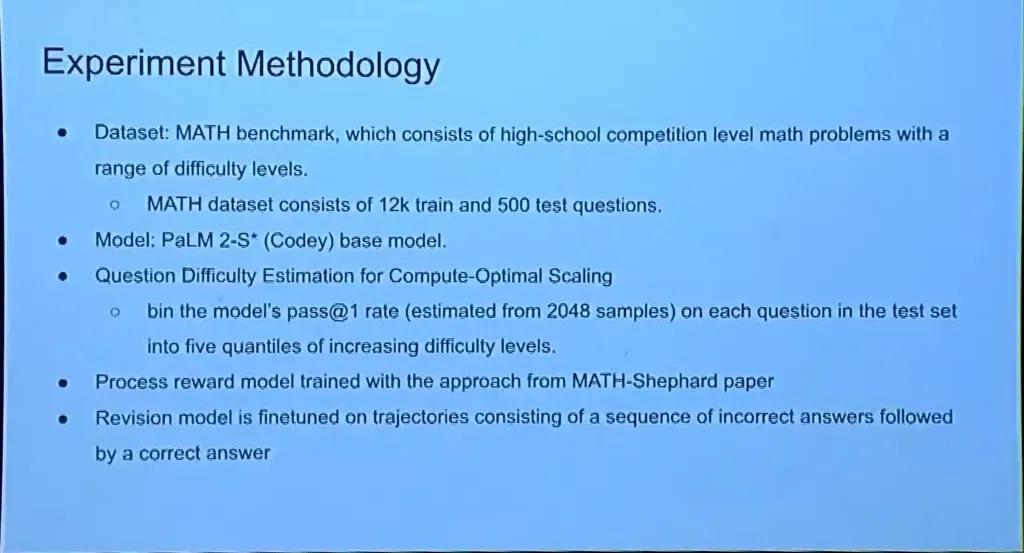 Experiment Methodology
● Dataset: MATH benchmark, which consists of high-school competition level math problems with a
range of difficulty levels.
○ MATH dataset consists of 12k train and 500 test questions.
● Model: PaLM 2-S* (Codey) base model.
● Question Difficulty Estimation for Compute-Optimal Scaling
○ bin the model's pass@1 rate (estimated from 2048 samples) on each question in the test set
into five quantiles of increasing difficulty levels.
● Process reward model trained with the approach from MATH-Shephard paper
● Revision model is finetuned on trajectories consisting of a sequence of incorrect answers followed
by a correct answer